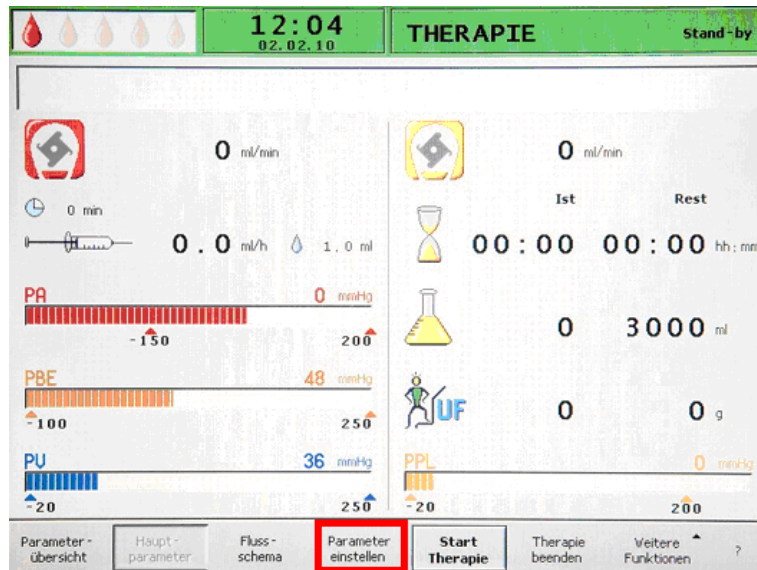 12:04
02.02.10
THERAPIE
Stand-by
0 ml/min
0 ml/min
0 min
Ist Rest
0.0 ml/h 1.0 ml
00:00 00:00 hh:mm
PA 0 mmHg
-150 200
0 3000 ml
PBE 48 mmHg
-100 250
UF 0 0 g
PV 36 mmHg
-20 250
PPL 0 mmHg
-20 200
Parameter-
übersicht
Haupt-
parameter
Fluss-
schema
Parameter
einstellen
Start
Therapie
Therapie
beenden
Weitere
Funktionen
?